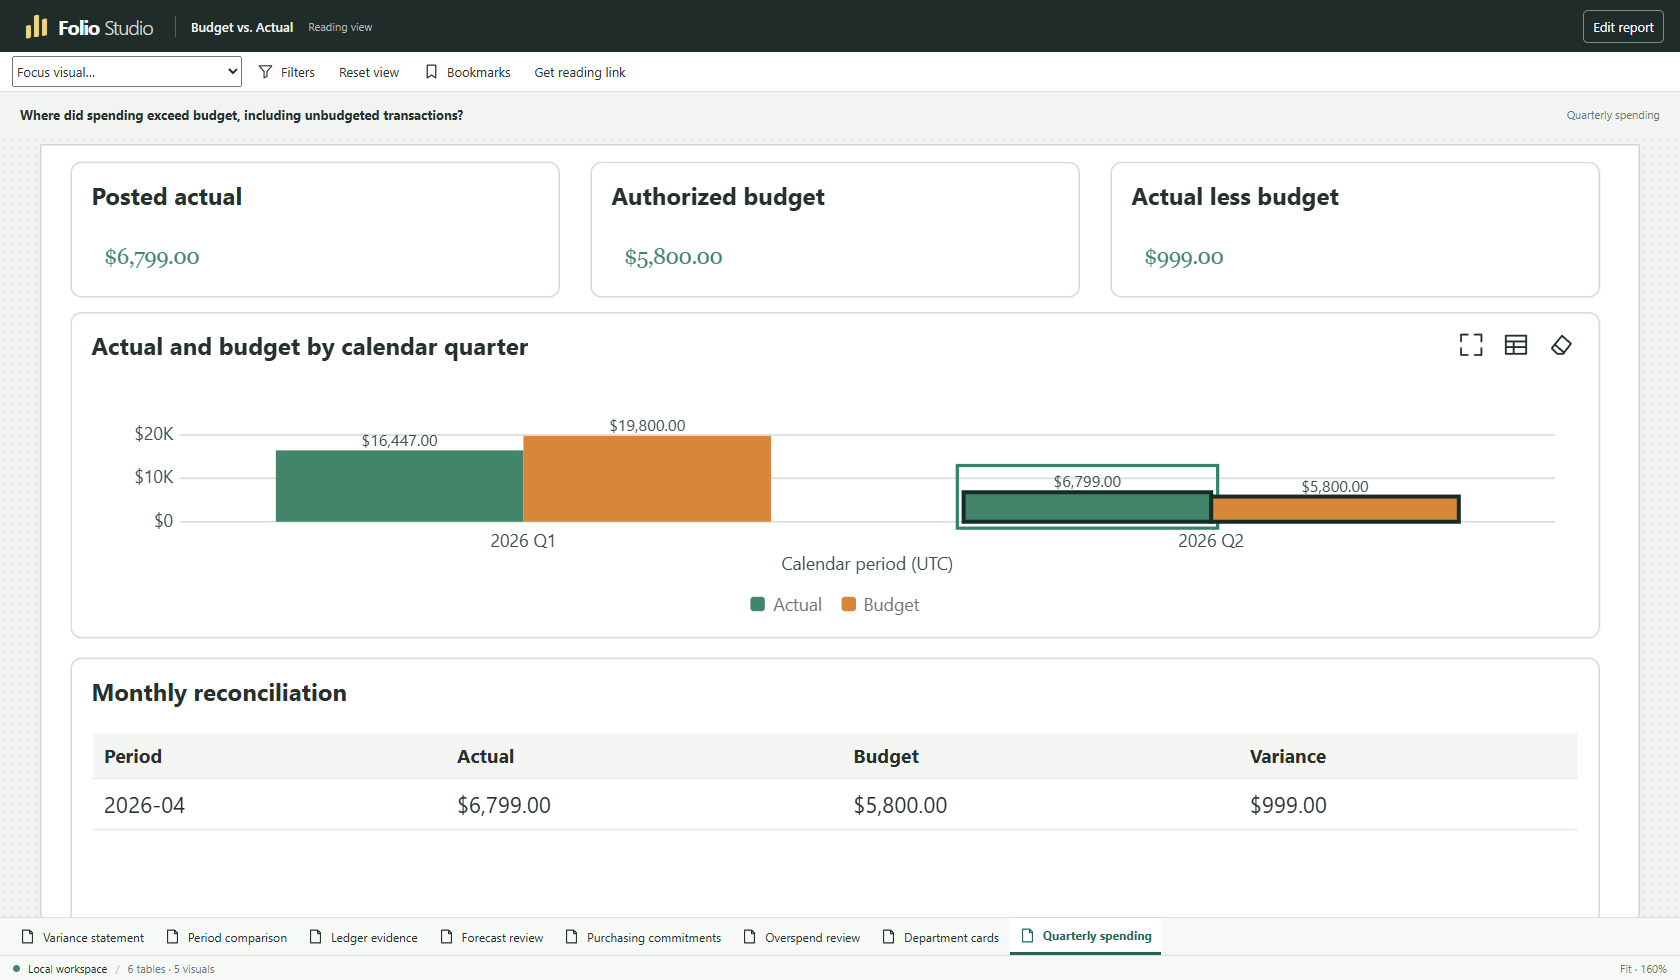 Folio Studio
Budget vs. Actual
Reading view
Edit report
Focus visual...
Filters
Reset view
Bookmarks
Get reading link
Where did spending exceed budget, including unbudgeted transactions?
Quarterly spending
Posted actual
$6,799.00
Authorized budget
$5,800.00
Actual less budget
$999.00
Actual and budget by calendar quarter
$20K
$10K
$0
$16,447.00
$19,800.00
$6,799.00
$5,800.00
2026 Q1
2026 Q2
Calendar period (UTC)
Actual
Budget
Monthly reconciliation
Period Actual Budget Variance
2026-04 $6,799.00 $5,800.00 $999.00
Variance statement
Period comparison
Ledger evidence
Forecast review
Purchasing commitments
Overspend review
Department cards
Quarterly spending
Local workspace / 6 tables · 5 visuals
Fit · 160%